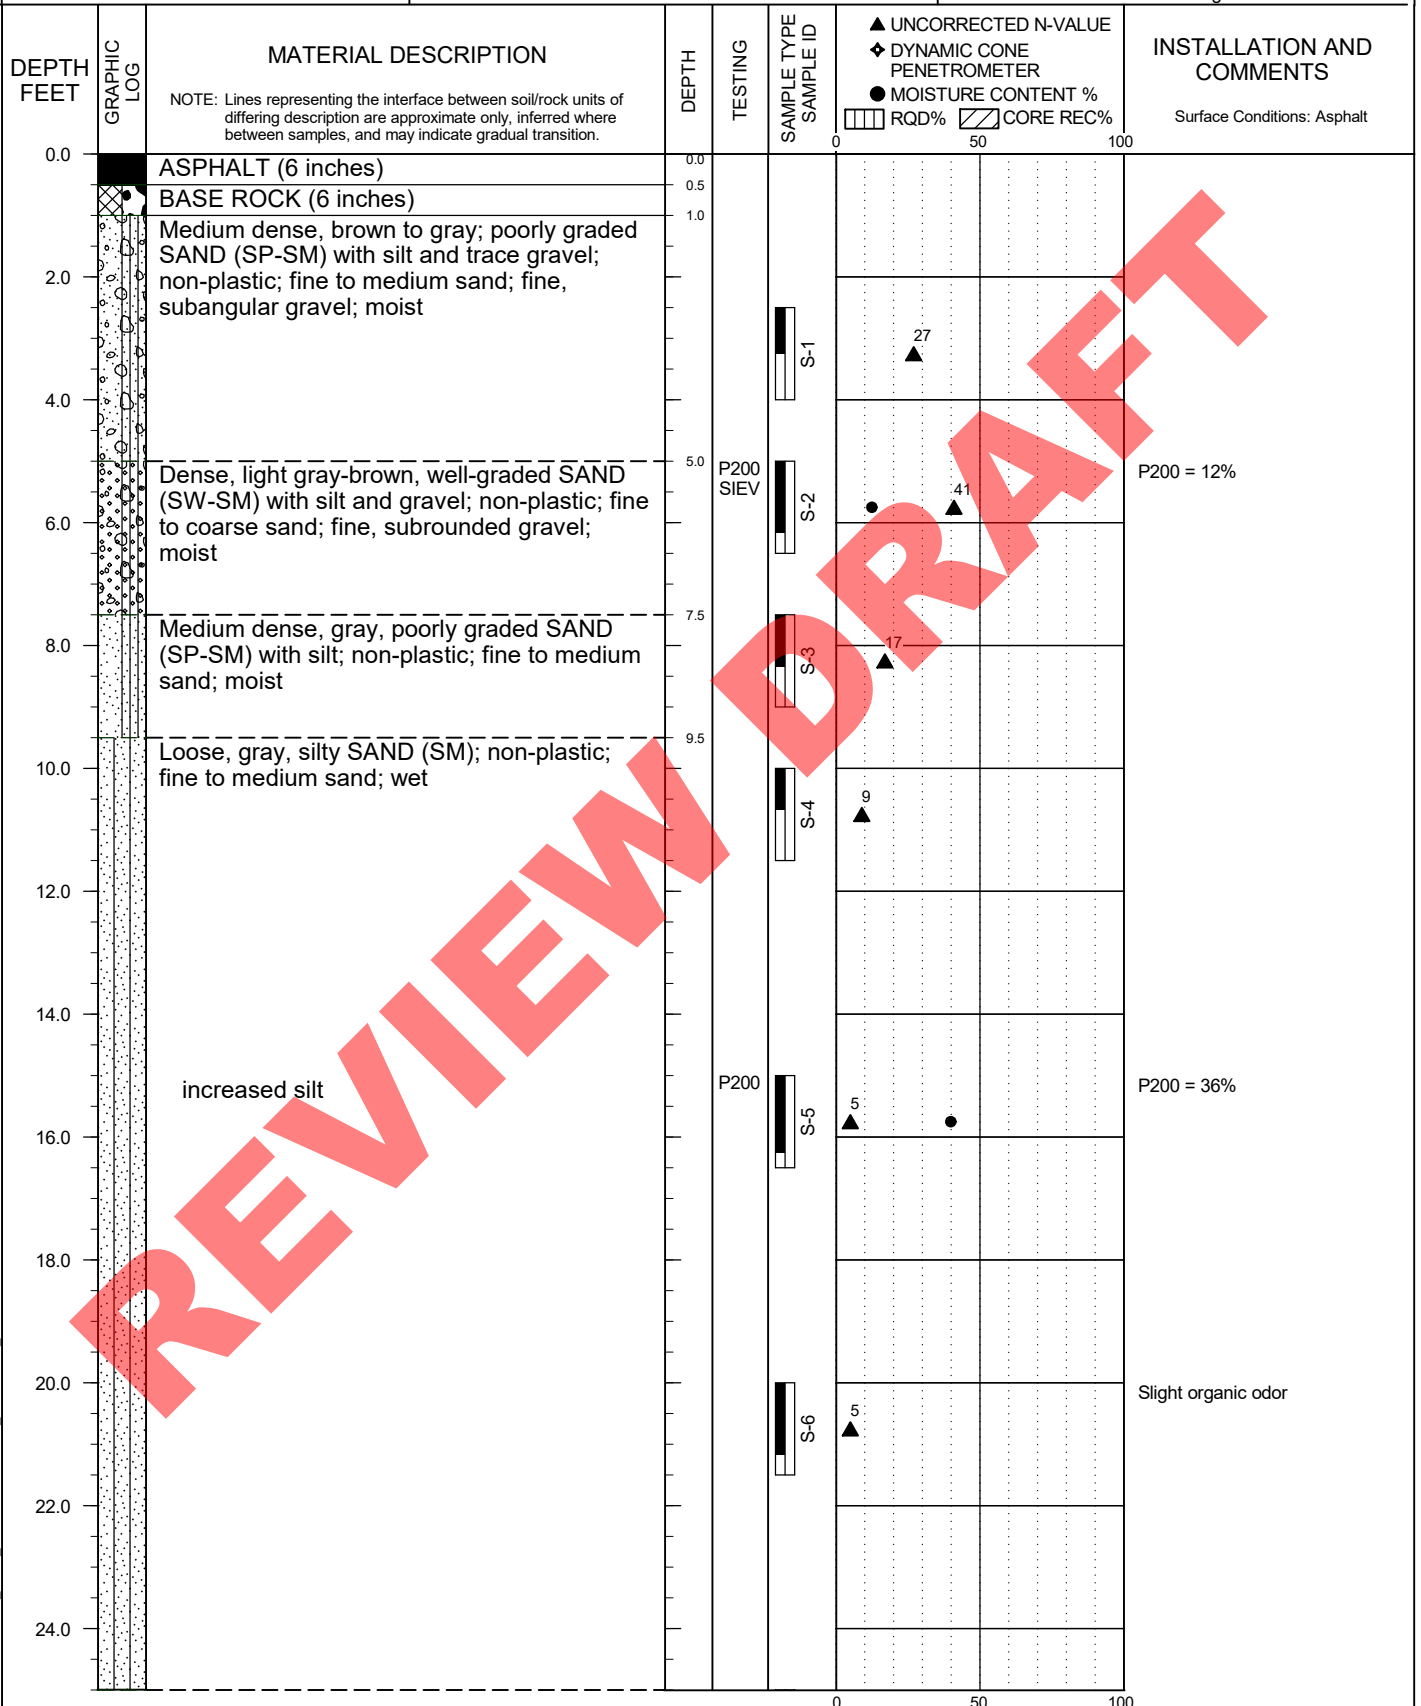 DEPTH
FEET
GRAPHIC
LOG
MATERIAL DESCRIPTION
NOTE: Lines representing the interface between soil/rock units of
differing description are approximate only, inferred where
between samples, and may indicate gradual transition.
DEPTH
TESTING
SAMPLE TYPE
SAMPLE ID
UNCORRECTED N-VALUE
DYNAMIC CONE
PENETROMETER
MOISTURE CONTENT %
RQD% CORE REC%
0 50 100
INSTALLATION AND
COMMENTS
Surface Conditions: Asphalt
0.0
ASPHALT (6 inches)
0.0
0.5
BASE ROCK (6 inches)
1.0
Medium dense, brown to gray; poorly graded
SAND (SP-SM) with silt and trace gravel;
non-plastic; fine to medium sand; fine,
subangular gravel; moist
2.0
S-1
27
4.0
5.0
Dense, light gray-brown, well-graded SAND
(SW-SM) with silt and gravel; non-plastic; fine
to coarse sand; fine, subrounded gravel;
moist
P200
SIEV
S-2
41
P200 = 12%
6.0
7.5
Medium dense, gray, poorly graded SAND
(SP-SM) with silt; non-plastic; fine to medium
sand; moist
S-3
17
8.0
9.5
Loose, gray, silty SAND (SM); non-plastic;
fine to medium sand; wet
10.0
S-4
9
12.0
14.0
increased silt
P200
S-5
5
P200 = 36%
16.0
18.0
20.0
S-6
5
Slight organic odor
22.0
24.0
0 50 100
REVIEW DRAFT